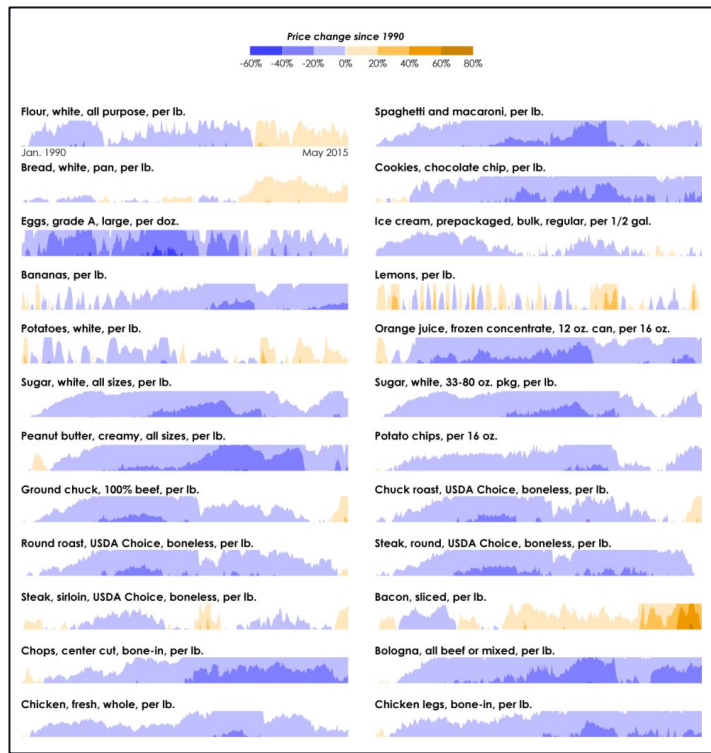 Price change since 1990
-60% -40% -20% 0% 20% 40% 60% 80%
Flour, white, all purpose, per lb.
Jan. 1990 May 2015
Spaghetti and macaroni, per lb.
Bread, white, pan, per lb.
Cookies, chocolate chip, per lb.
Eggs, grade A, large, per doz.
Ice cream, prepackaged, bulk, regular, per 1/2 gal.
Bananas, per lb.
Lemons, per lb.
Potatoes, white, per lb.
Orange juice, frozen concentrate, 12 oz. can, per 16 oz.
Sugar, white, all sizes, per lb.
Sugar, white, 33-80 oz. pkg, per lb.
Peanut butter, creamy, all sizes, per lb.
Potato chips, per 16 oz.
Ground chuck, 100% beef, per lb.
Chuck roast, USDA Choice, boneless, per lb.
Round roast, USDA Choice, boneless, per lb.
Steak, round, USDA Choice, boneless, per lb.
Steak, sirloin, USDA Choice, boneless, per lb.
Bacon, sliced, per lb.
Chops, center cut, bone-in, per lb.
Bologna, all beef or mixed, per lb.
Chicken, fresh, whole, per lb.
Chicken legs, bone-in, per lb.